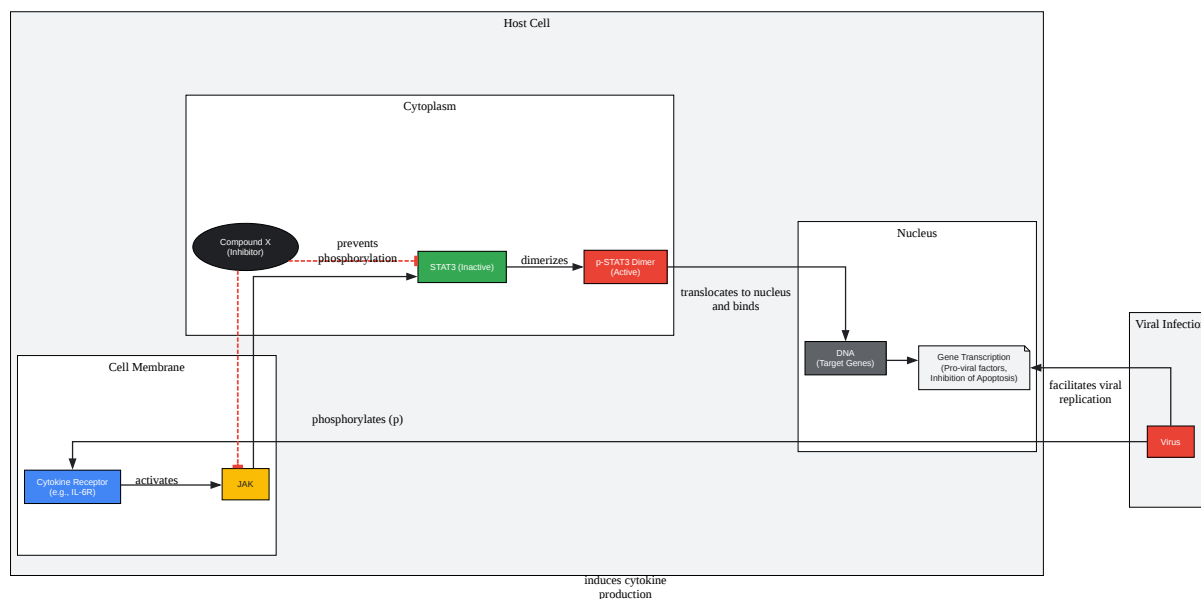 Host Cell
Cytoplasm
Compound X
(Inhibitor)
prevents
phosphorylation
STAT3 (Inactive)
dimerizes
p-STAT3 Dimer
(Active)
translocates to nucleus
and binds
Nucleus
DNA
(Target Genes)
Gene Transcription
(Pro-viral factors,
Inhibition of Apoptosis)
Viral Infection
facilitates viral
replication
Virus
Cell Membrane
phosphorylates (p)
Cytokine Receptor
(e.g., IL-6R)
activates
JAK
induces cytokine
production